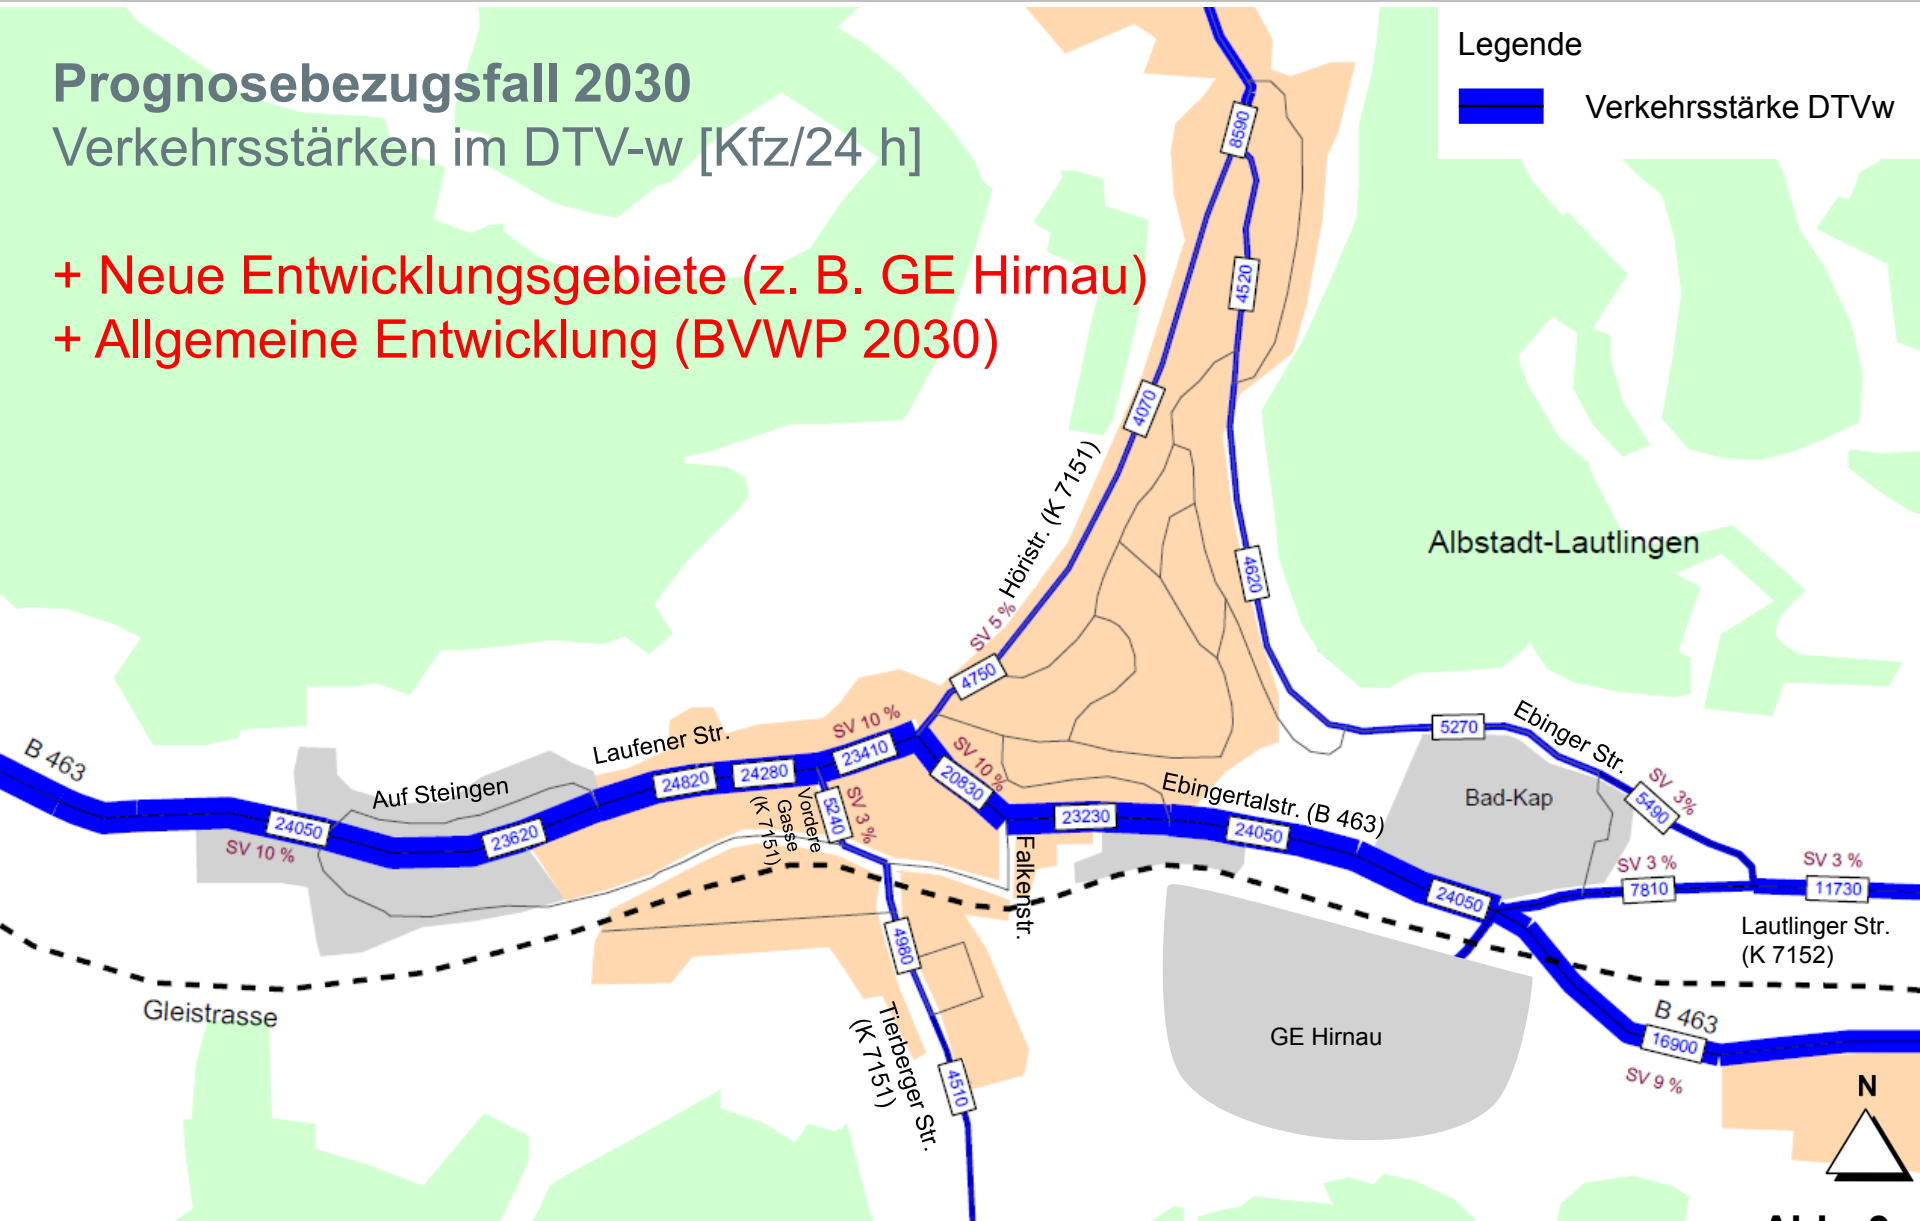 Prognosebezugsfall 2030
Verkehrsstärken im DTV-w [Kfz/24 h]
+ Neue Entwicklungsgebiete (z. B. GE Hirnau)
+ Allgemeine Entwicklung (BVWP 2030)
Legende
Verkehrsstärke DTVw
8590
4520
4070
Höristr. (K 7151)
SV 5 %
4620
4750
Albstadt-Lautlingen
B 463
Auf Steingen
Laufener Str.
SV 10 %
24050
SV 10 %
23620
24820
24280
23410
SV 10 %
20830
5240
SV 3 %
Vordere
Gasse
(K 7151)
23230
Ebingertalstr. (B 463)
24050
Falkenstr.
5270
Ebinger Str.
Bad-Kap
SV 3%
5490
24050
SV 3 %
7810
SV 3 %
11730
Lautlinger Str.
(K 7152)
4980
Gleistrasse
Tierberger Str.
(K 7151)
4510
GE Hirnau
B 463
16900
SV 9 %
N